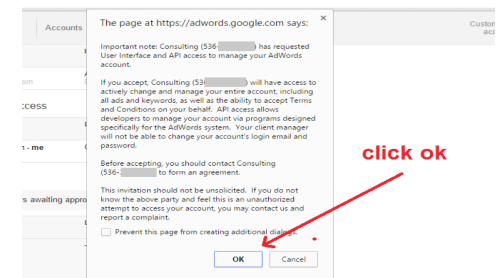 The page at https://adwords.google.com says:
×
Accounts
Custom
acc
Important note: Consulting (536- ) has requested
User Interface and API access to manage your AdWords
account.
If you accept, Consulting (53 ) will have access to
actively change and manage your entire account, including
all ads and keywords, as well as the ability to accept Terms
and Conditions on your behalf. API access allows
developers to manage your account via programs designed
specifically for the AdWords system. Your client manager
will not be able to change your account's login email and
password.
ccess
n - me
click ok
Before accepting, you should contact Consulting
(536- to form an agreement.
This invitation should not be unsolicited. If you do not
know the above party and feel this is an unauthorized
attempt to access your account, you may contact us and
report a complaint.
rs awaiting appro
Prevent this page from creating additional dialogs.
OK
Cancel